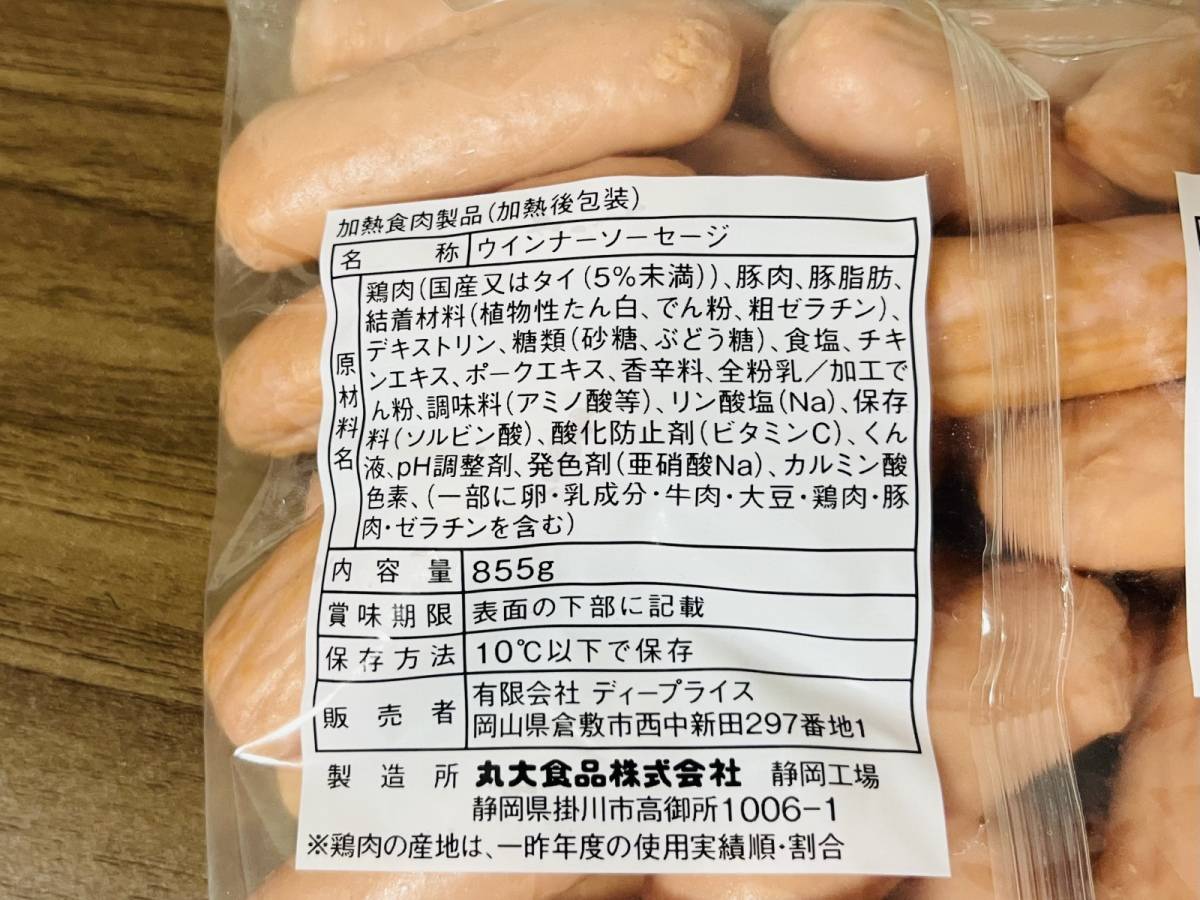 加熱食肉製品(加熱後包装)
名称 ウインナーソーセージ
原材料名
鶏肉(国産又はタイ(5%未満))、豚肉、豚脂肪、
結着材料(植物性たん白、でん粉、粗ゼラチン)、
デキストリン、糖類(砂糖、ぶどう糖)、食塩、チキ
ンエキス、ポークエキス、香辛料、全粉乳/加工で
ん粉、調味料(アミノ酸等)、リン酸塩(Na)、保存
料(ソルビン酸)、酸化防止剤(ビタミンC)、くん
液、pH調整剤、発色剤(亜硝酸Na)、カルミン酸
色素、(一部に卵・乳成分・牛肉・大豆・鶏肉・豚
肉・ゼラチンを含む)
内容量 855g
賞味期限 表面の下部に記載
保存方法 10℃以下で保存
販売者 有限会社 ディープライス
岡山県倉敷市西中新田297番地1
製造所 丸大食品株式会社 静岡工場
静岡県掛川市高御所1006-1
※鶏肉の産地は、一昨年度の使用実績順・割合